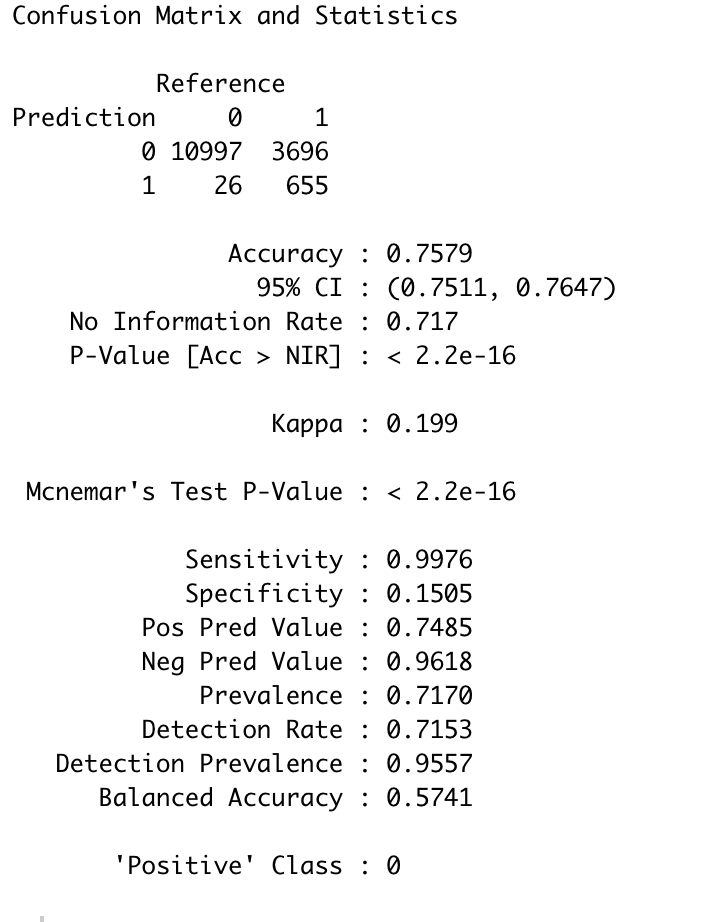 Confusion Matrix and Statistics
Reference
Prediction 0 1
0 10997 3696
1 26 655
Accuracy : 0.7579
95% CI : (0.7511, 0.7647)
No Information Rate : 0.717
P-Value [Acc > NIR] : < 2.2e-16
Kappa : 0.199
Mcnemar's Test P-Value : < 2.2e-16
Sensitivity : 0.9976
Specificity : 0.1505
Pos Pred Value : 0.7485
Neg Pred Value : 0.9618
Prevalence : 0.7170
Detection Rate : 0.7153
Detection Prevalence : 0.9557
Balanced Accuracy : 0.5741
'Positive' Class : 0